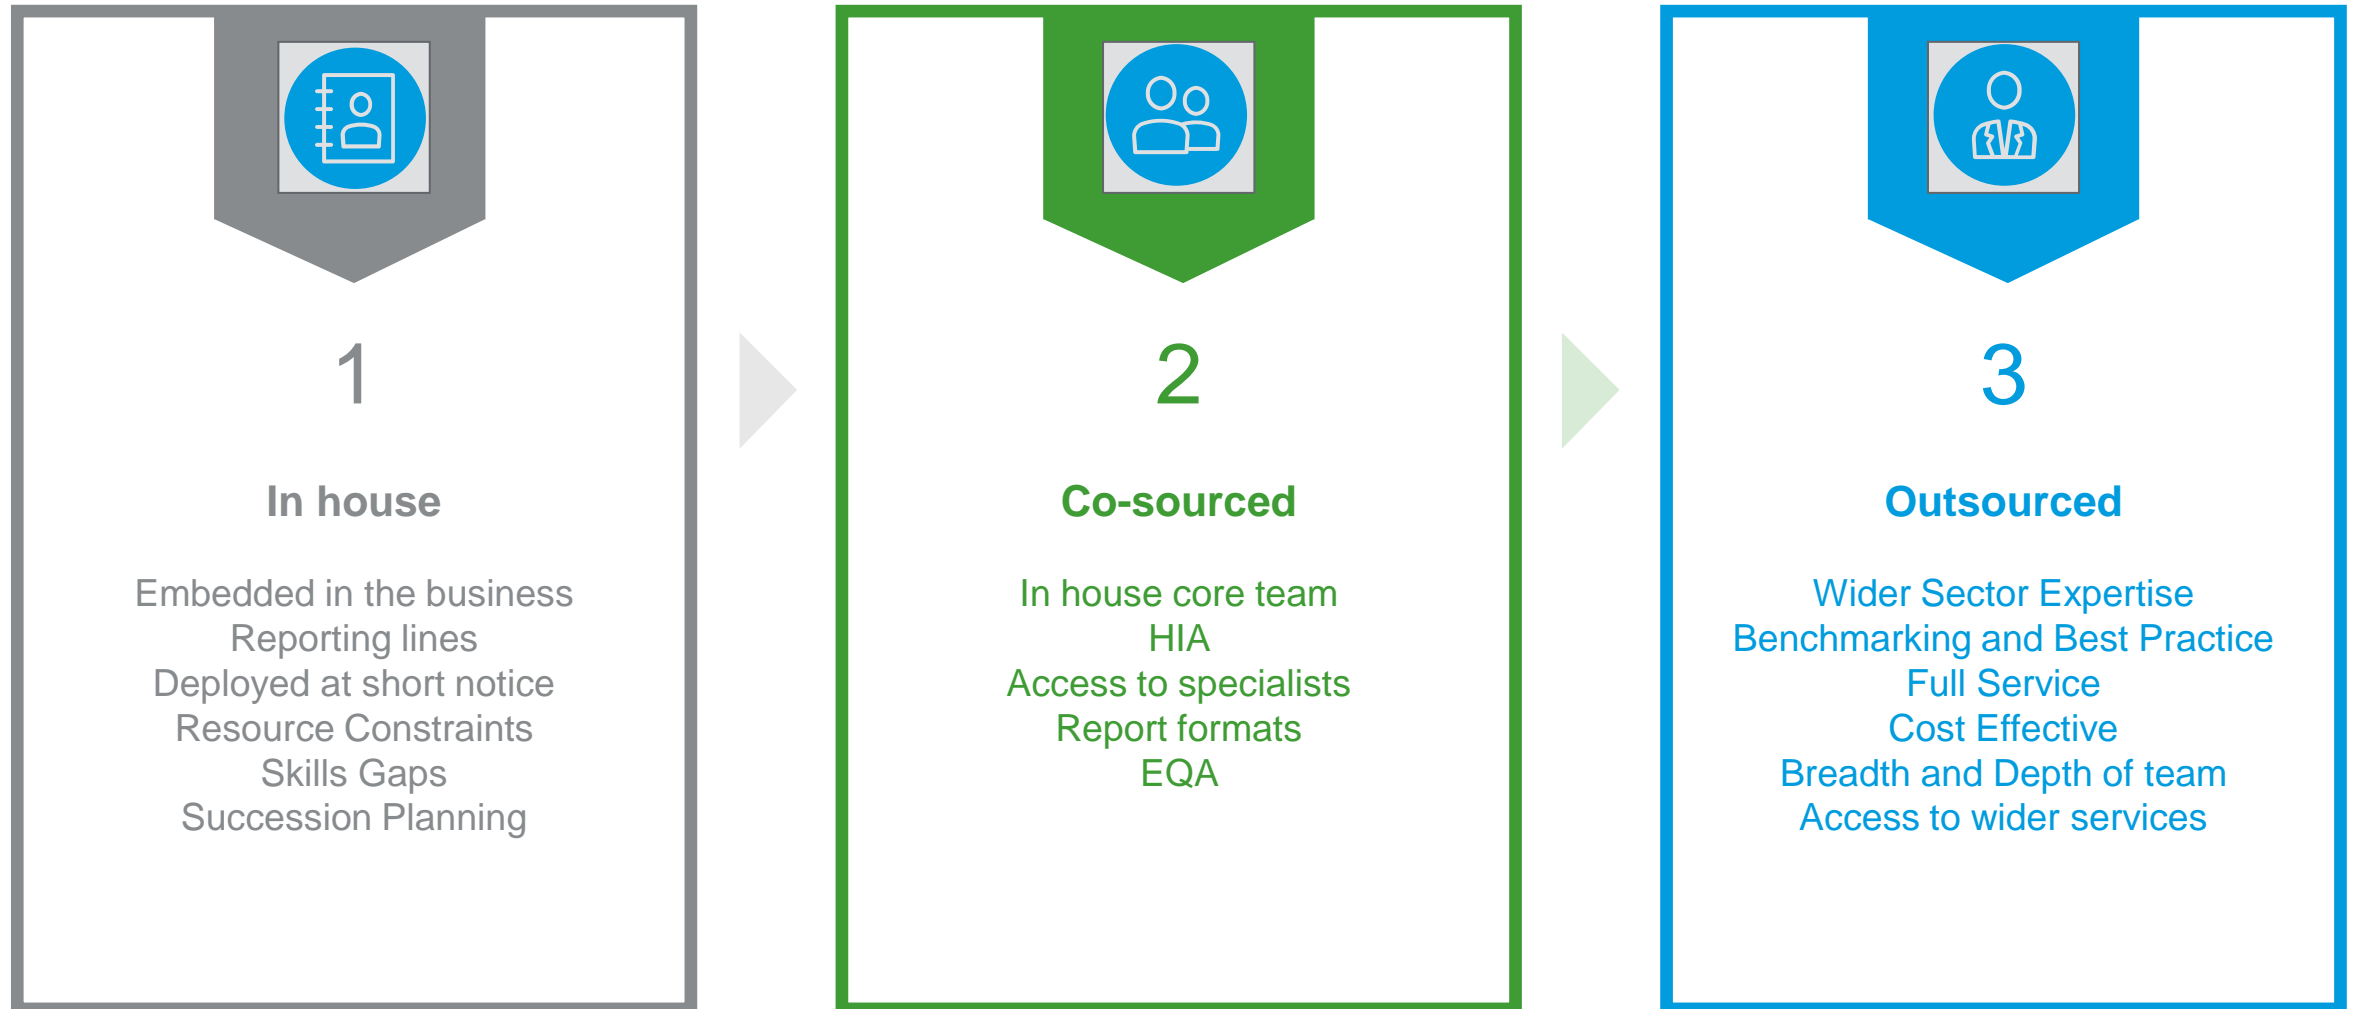 1
In house
Embedded in the business
Reporting lines
Deployed at short notice
Resource Constraints
Skills Gaps
Succession Planning
2
Co-sourced
In house core team
HIA
Access to specialists
Report formats
EQA
3
Outsourced
Wider Sector Expertise
Benchmarking and Best Practice
Full Service
Cost Effective
Breadth and Depth of team
Access to wider services